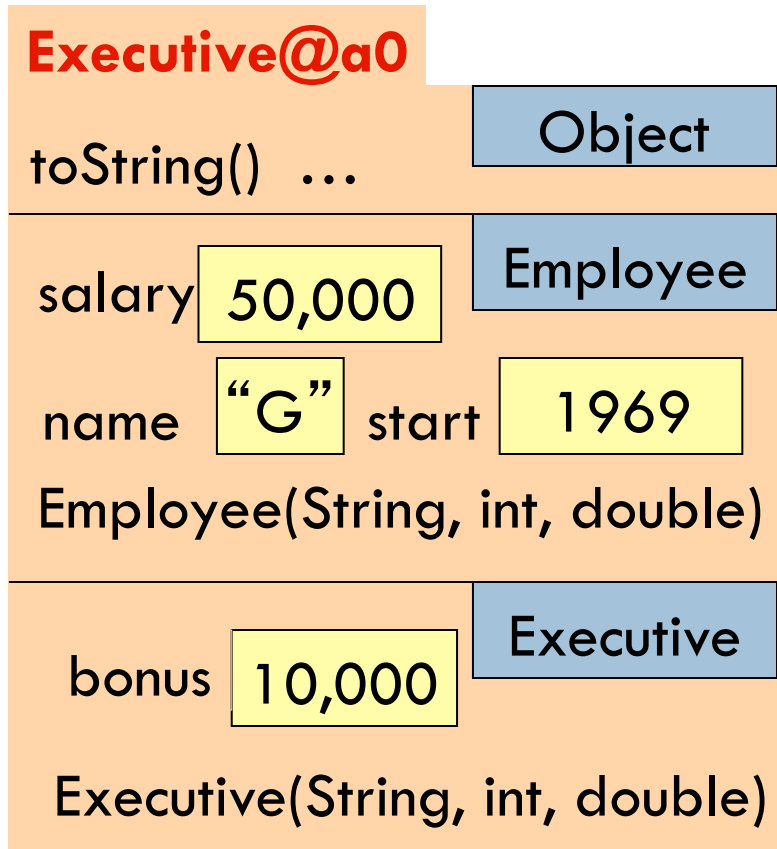 Executive@a0
Object
toString() ...
Employee
salary 50,000
name “G” start 1969
Employee(String, int, double)
Executive
bonus 10,000
Executive(String, int, double)